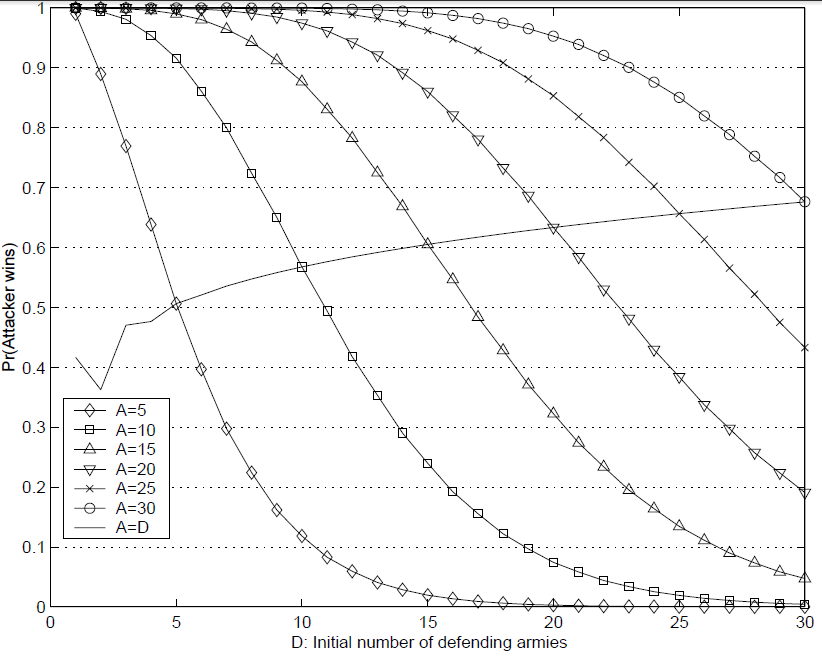 1
0.9
0.8
0.7
0.6
0.5
0.4
0.3
0.2
0.1
0
Pr(Attacker wins)
A=5
A=10
A=15
A=20
A=25
A=30
A=D
0 5 10 15 20 25 30
D: Initial number of defending armies